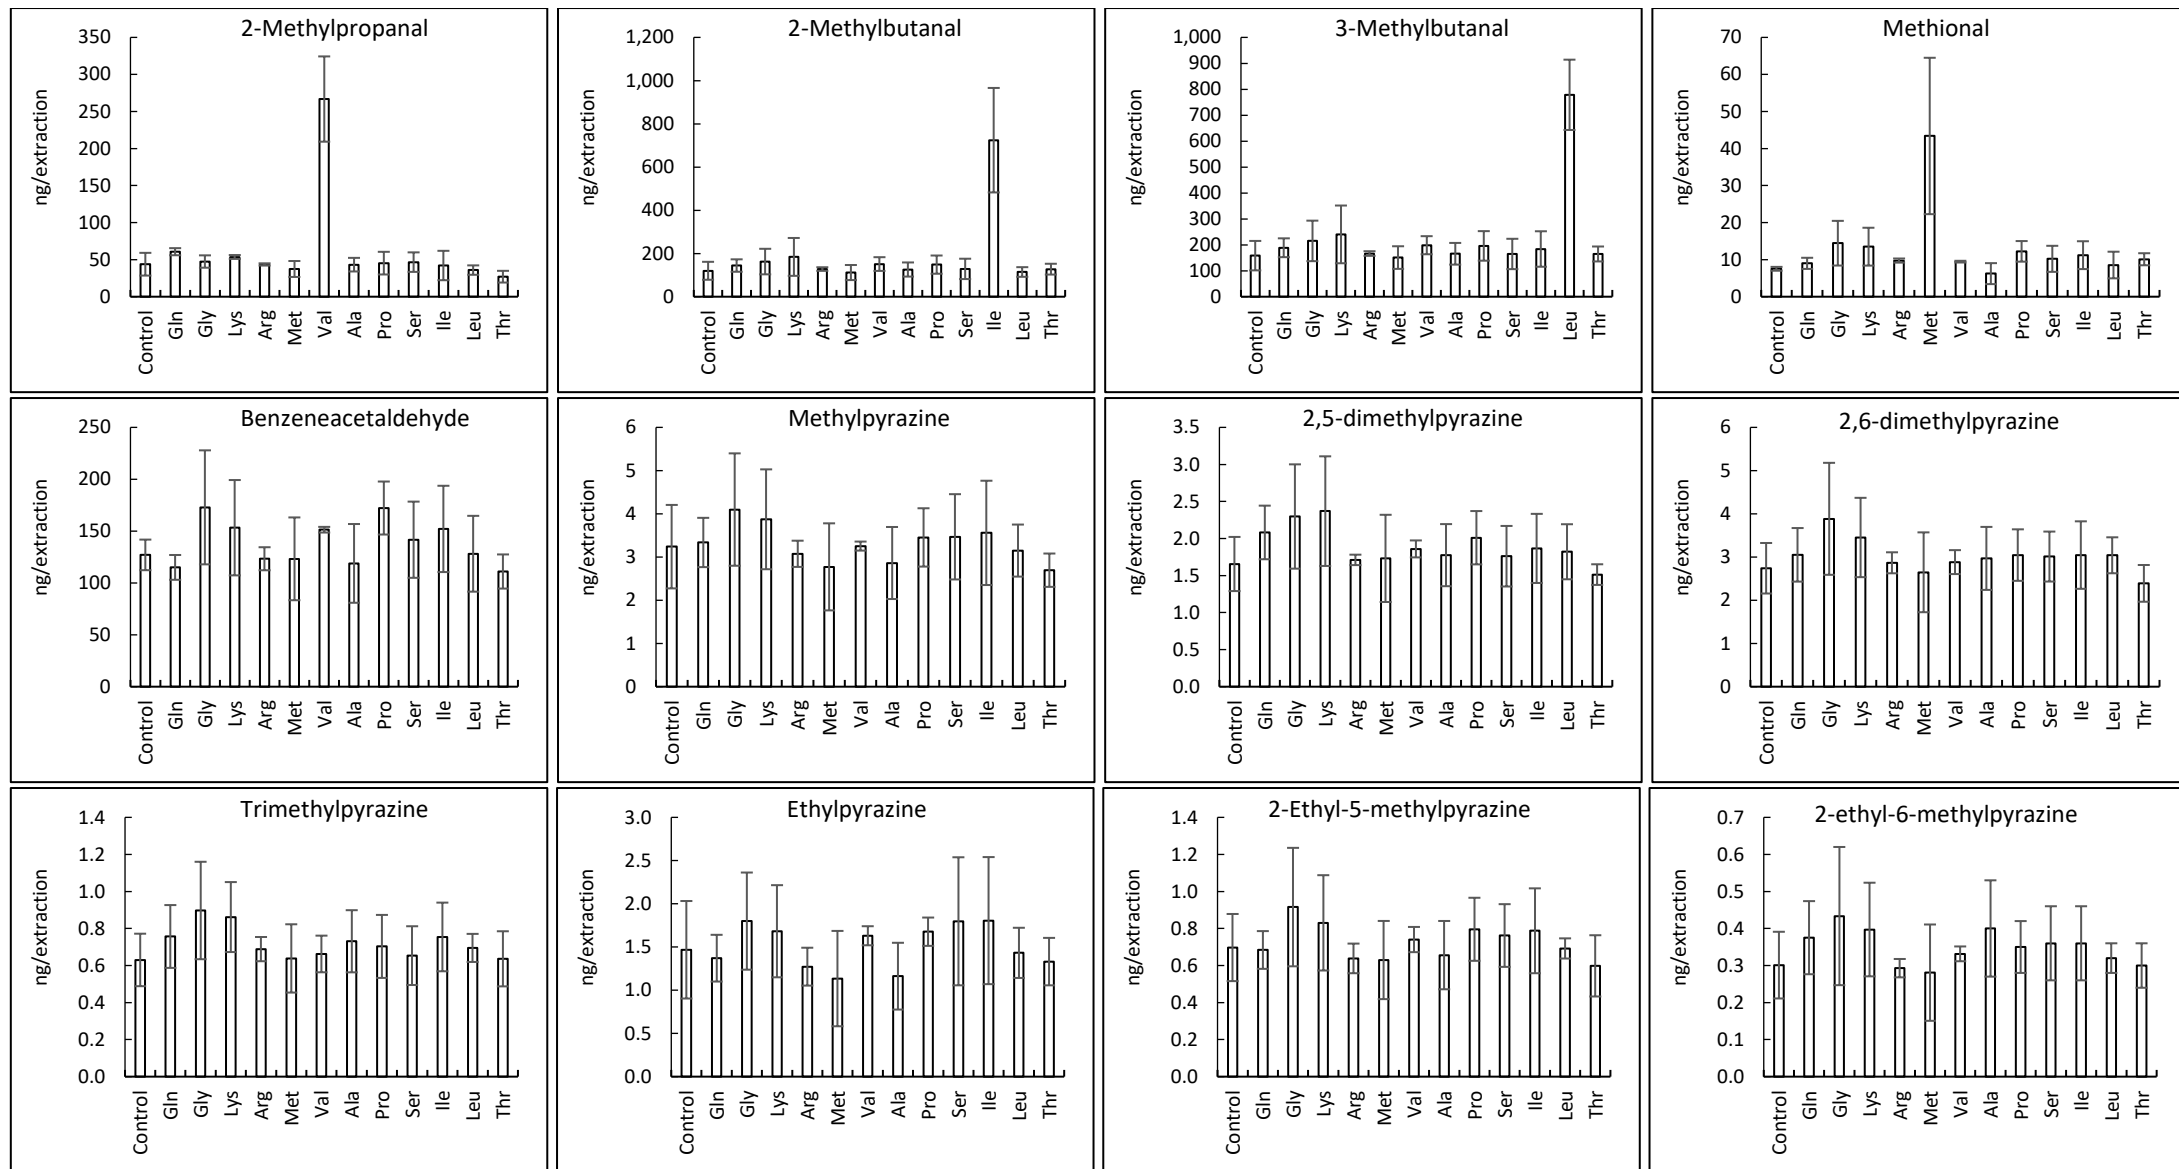 2-Methylpropanal
350
300
250
200
150
100
50
0
ng/extraction
Control Gln Gly Lys Arg Met Val Ala Pro Ser Ile Leu Thr
2-Methylbutanal
1,200
1,000
800
600
400
200
0
ng/extraction
Control Gln Gly Lys Arg Met Val Ala Pro Ser Ile Leu Thr
3-Methylbutanal
1,000
900
800
700
600
500
400
300
200
100
0
ng/extraction
Control Gln Gly Lys Arg Met Val Ala Pro Ser Ile Leu Thr
Methional
70
60
50
40
30
20
10
0
ng/extraction
Control Gln Gly Lys Arg Met Val Ala Pro Ser Ile Leu Thr
Benzeneacetaldehyde
250
200
150
100
50
0
ng/extraction
Control Gln Gly Lys Arg Met Val Ala Pro Ser Ile Leu Thr
Methylpyrazine
6
5
4
3
2
1
0
ng/extraction
Control Gln Gly Lys Arg Met Val Ala Pro Ser Ile Leu Thr
2,5-dimethylpyrazine
3.5
3.0
2.5
2.0
1.5
1.0
0.5
0.0
ng/extraction
Control Gln Gly Lys Arg Met Val Ala Pro Ser Ile Leu Thr
2,6-dimethylpyrazine
6
5
4
3
2
1
0
ng/extraction
Control Gln Gly Lys Arg Met Val Ala Pro Ser Ile Leu Thr
Trimethylpyrazine
1.4
1.2
1.0
0.8
0.6
0.4
0.2
0.0
ng/extraction
Control Gln Gly Lys Arg Met Val Ala Pro Ser Ile Leu Thr
Ethylpyrazine
3.0
2.5
2.0
1.5
1.0
0.5
0.0
ng/extraction
Control Gln Gly Lys Arg Met Val Ala Pro Ser Ile Leu Thr
2-Ethyl-5-methylpyrazine
1.4
1.2
1.0
0.8
0.6
0.4
0.2
0.0
ng/extraction
Control Gln Gly Lys Arg Met Val Ala Pro Ser Ile Leu Thr
2-ethyl-6-methylpyrazine
0.7
0.6
0.5
0.4
0.3
0.2
0.1
0.0
ng/extraction
Control Gln Gly Lys Arg Met Val Ala Pro Ser Ile Leu Thr